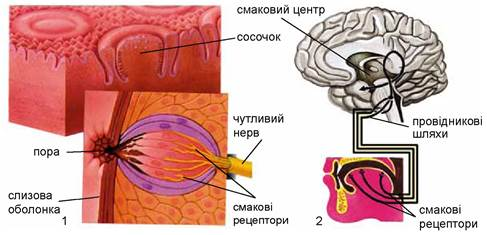 сосочок
пора
слизова
оболонка
1
чутливий
нерв
смакові
рецептори
смаковий центр
провідникові
шляхи
2
смакові
рецептори